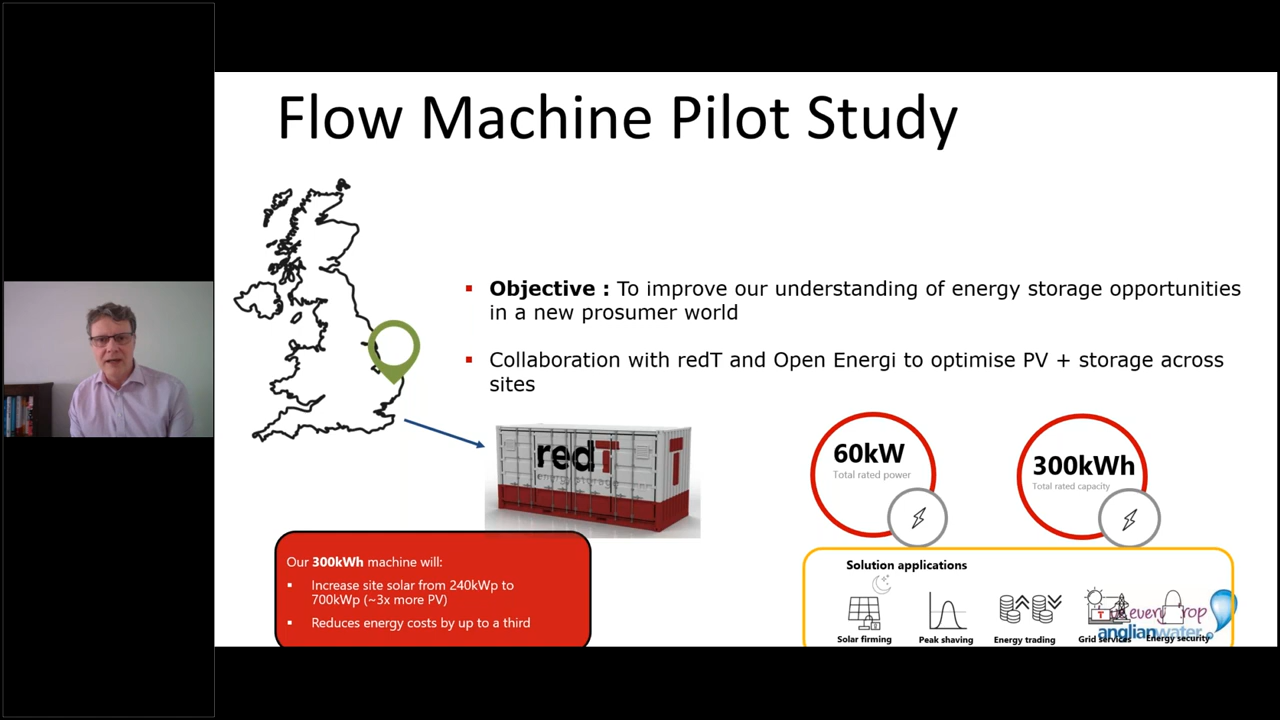 Flow Machine Pilot Study
Objective : To improve our understanding of energy storage opportunities
in a new prosumer world
Collaboration with redT and Open Energi to optimise PV + storage across
sites
redT
energy storage
60kW
Total rated power
300kWh
Total rated capacity
Our 300kWh machine will:
Increase site solar from 240kWp to
700kWp (~3x more PV)
Reduces energy costs by up to a third
Solution applications
Solar firming
Peak shaving
Energy trading
Grid services
Energy security
every rop
anglianwater